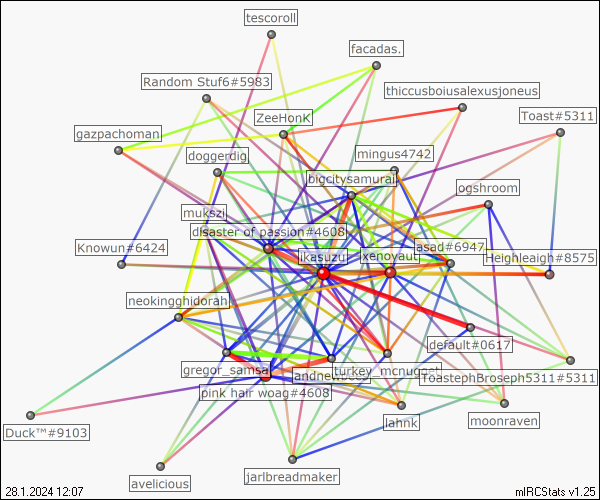 tescoroll
facadas.
Random Stuf6#5983
thiccusboiusalexusjoneus
ZeeHonK
Toast#5311
gazpachoman
doggerdig
mingus4742
bigcitysamurai
ogshroom
mukszi
disaster of passion#4608
Knowun#6424
ikasuzui
xenoyaut
asad#6947
Heighleaigh#8575
neokingghidorah
default#0617
gregor_samsa
turkey_mcnugget
ToastephBroseph5311#5311
pink hair woag#4608
lahnk
moonraven
Duck™#9103
avelicious
jarlbreadmaker
28.1.2024 12:07
mIRCStats v1.25